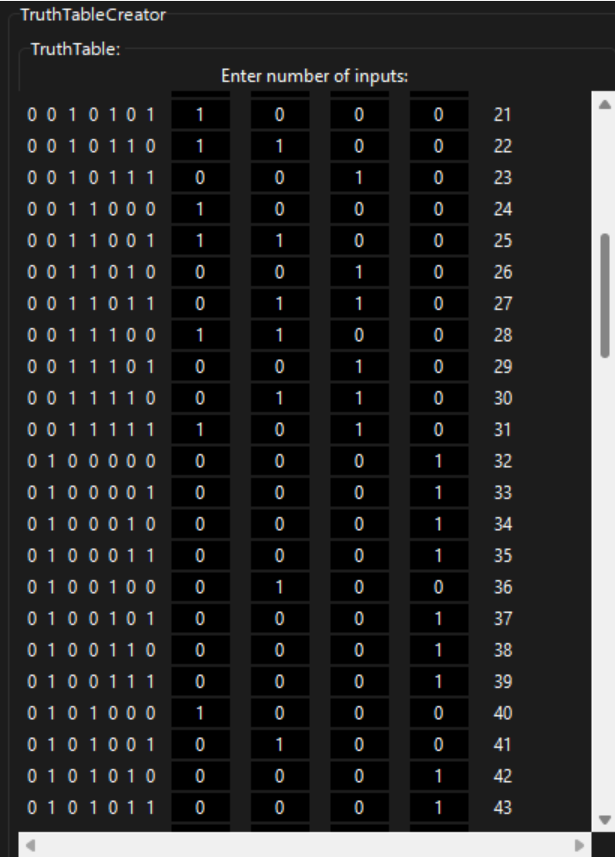 TruthTableCreator
TruthTable:
Enter number of inputs:
0 0 1 0 1 0 1 1 0 0 0 21
0 0 1 0 1 1 0 1 1 0 0 22
0 0 1 0 1 1 1 0 0 1 0 23
0 0 1 1 0 0 0 1 0 0 0 24
0 0 1 1 0 0 1 1 1 0 0 25
0 0 1 1 0 1 0 0 0 1 0 26
0 0 1 1 0 1 1 0 1 1 0 27
0 0 1 1 1 0 0 1 1 0 0 28
0 0 1 1 1 0 1 0 0 1 0 29
0 0 1 1 1 1 0 0 1 1 0 30
0 0 1 1 1 1 1 1 0 1 0 31
0 1 0 0 0 0 0 0 0 0 1 32
0 1 0 0 0 0 1 0 0 0 1 33
0 1 0 0 0 1 0 0 0 0 1 34
0 1 0 0 0 1 1 0 0 0 1 35
0 1 0 0 1 0 0 0 1 0 0 36
0 1 0 0 1 0 1 0 0 0 1 37
0 1 0 0 1 1 0 0 0 0 1 38
0 1 0 0 1 1 1 0 0 0 1 39
0 1 0 1 0 0 0 1 0 0 0 40
0 1 0 1 0 0 1 0 1 0 0 41
0 1 0 1 0 1 0 0 0 0 1 42
0 1 0 1 0 1 1 0 0 0 1 43